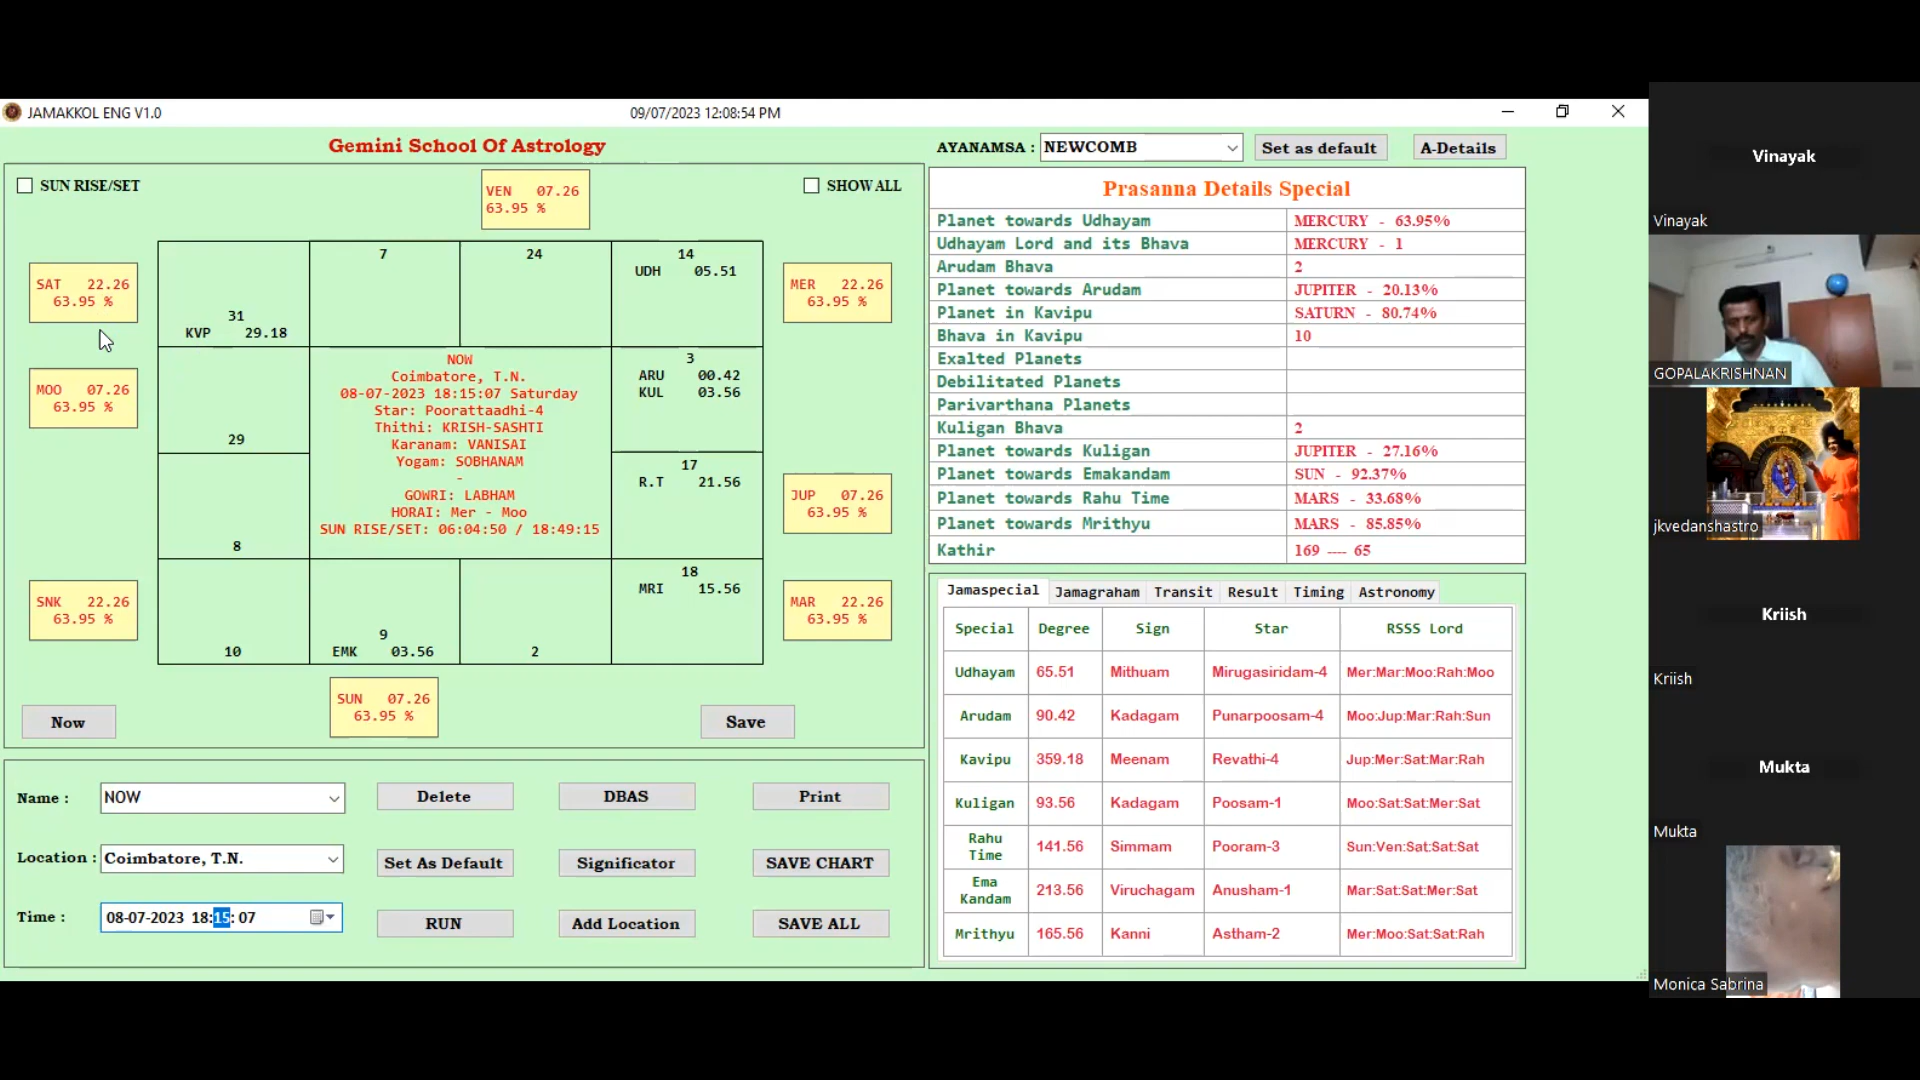 JAMAKKOL ENG V1.0
09/07/2023 12:08:54 PM
Gemini School Of Astrology
SUN RISE/SET
SHOW ALL
VEN 07.26
63.95 %
SAT 22.26
63.95 %
MER 22.26
63.95 %
MOO 07.26
63.95 %
JUP 07.26
63.95 %
SNK 22.26
63.95 %
MAR 22.26
63.95 %
SUN 07.26
63.95 %
31
KVP 29.18
7
24
14
UDH 05.51
29
3
ARU 00.42
KUL 03.56
8
17
R.T 21.56
10
9
EMK 03.56
2
18
MRI 15.56
NOW
Coimbatore, T.N.
08-07-2023 18:15:07 Saturday
Star: Poorattaadhi-4
Thithi: KRISH-SASHTI
Karanam: VANISAI
Yogam: SOBHANAM
-
GOWRI: LABHAM
HORAI: Mer - Moo
SUN RISE/SET: 06:04:50 / 18:49:15
Now
Save
Name : NOW
Delete
DBAS
Print
Location : Coimbatore, T.N.
Set As Default
Significator
SAVE CHART
Time : 08-07-2023 18:15: 07
RUN
Add Location
SAVE ALL
AYANAMSA : NEWCOMB
Set as default
A-Details
Prasanna Details Special
Planet towards Udhayam MERCURY - 63.95%
Udhayam Lord and its Bhava MERCURY - 1
Arudam Bhava 2
Planet towards Arudam JUPITER - 20.13%
Planet in Kavipu SATURN - 80.74%
Bhava in Kavipu 10
Exalted Planets
Debilitated Planets
Parivarthana Planets
Kuligan Bhava 2
Planet towards Kuligan JUPITER - 27.16%
Planet towards Emakandam SUN - 92.37%
Planet towards Rahu Time MARS - 33.68%
Planet towards Mrithyu MARS - 85.85%
Kathir 169 ---- 65
Jamaspecial Jamagraham Transit Result Timing Astronomy
Special Degree Sign Star RSSS Lord
Udhayam 65.51 Mithuam Mirugasiridam-4 Mer:Mar:Moo:Rah:Moo
Arudam 90.42 Kadagam Punarpoosam-4 Moo:Jup:Mar:Rah:Sun
Kavipu 359.18 Meenam Revathi-4 Jup:Mer:Sat:Mar:Rah
Kuligan 93.56 Kadagam Poosam-1 Moo:Sat:Sat:Mer:Sat
Rahu Time 141.56 Simmam Pooram-3 Sun:Ven:Sat:Sat:Sat
Ema Kandam 213.56 Viruchagam Anusham-1 Mar:Sat:Sat:Mer:Sat
Mrithyu 165.56 Kanni Astham-2 Mer:Moo:Sat:Sat:Rah
Vinayak
Vinayak
GOPALAKRISHNAN
jkvedanshastro
Kriish
Kriish
Mukta
Mukta
Monica Sabrina